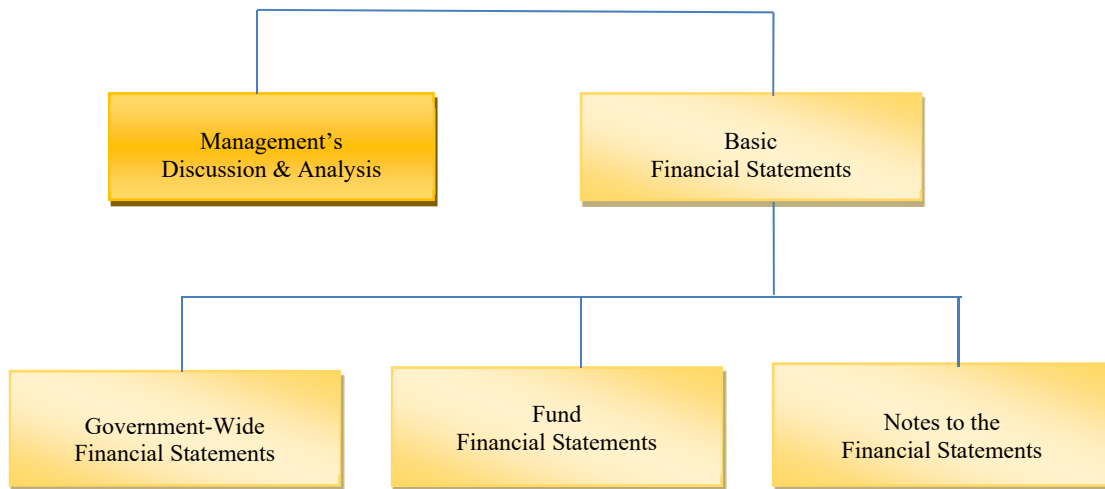 Management’s
Discussion & Analysis
Basic
Financial Statements
Government-Wide
Financial Statements
Fund
Financial Statements
Notes to the
Financial Statements